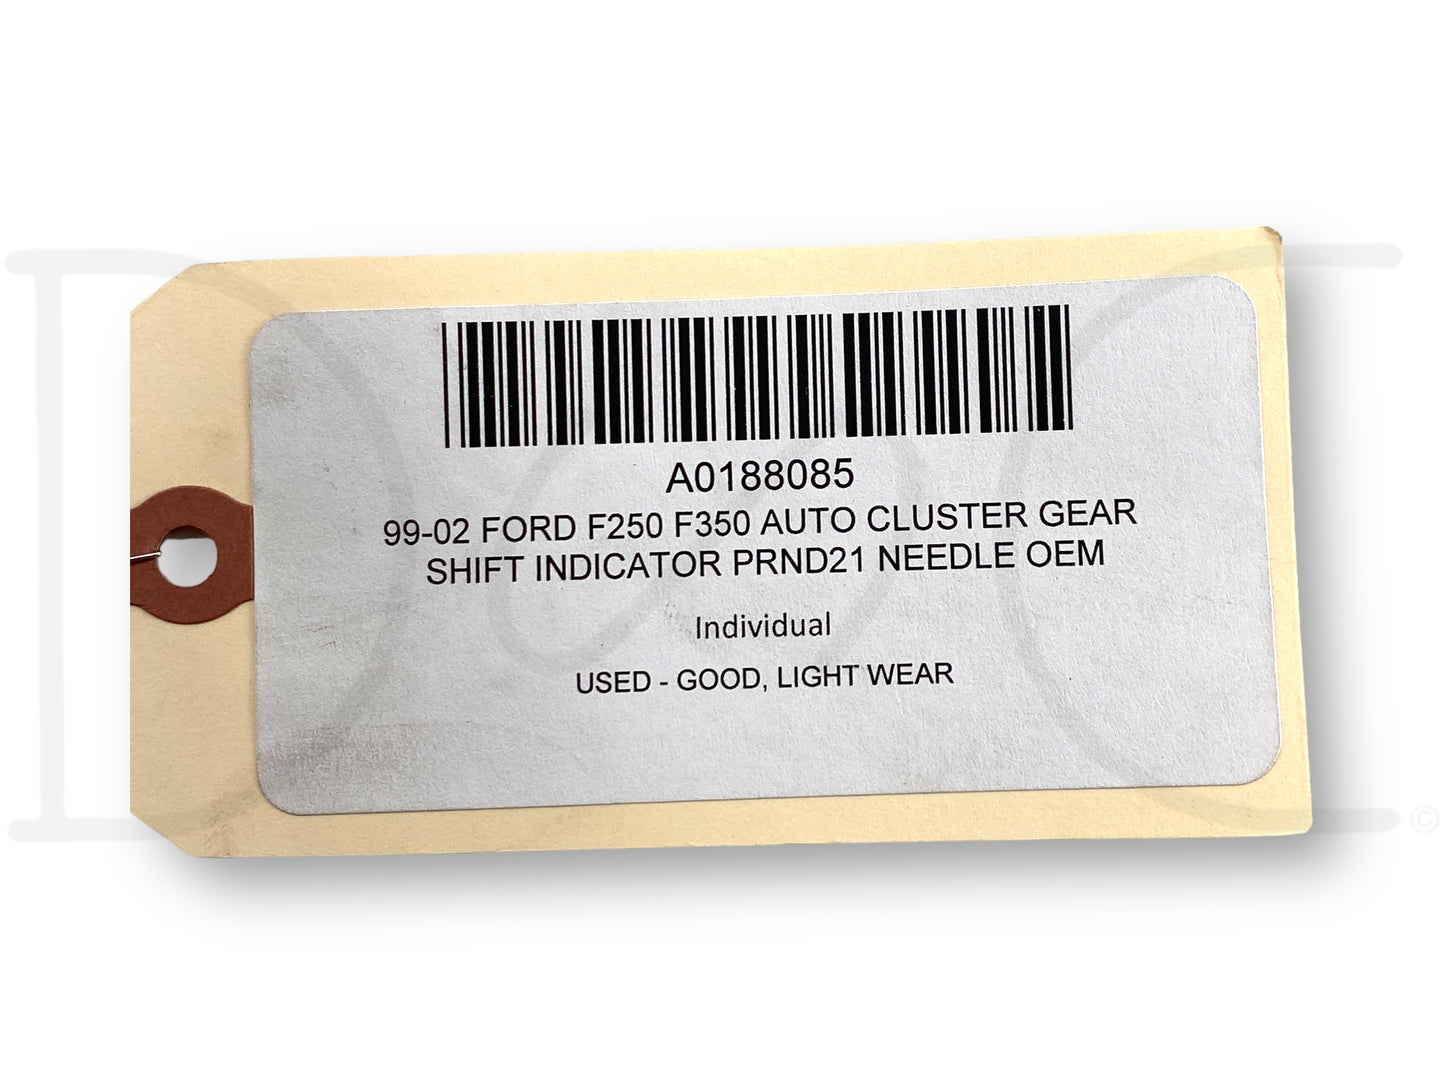 A0188085
99-02 FORD F250 F350 AUTO CLUSTER GEAR
SHIFT INDICATOR PRND21 NEEDLE OEM
Individual
USED - GOOD, LIGHT WEAR
©